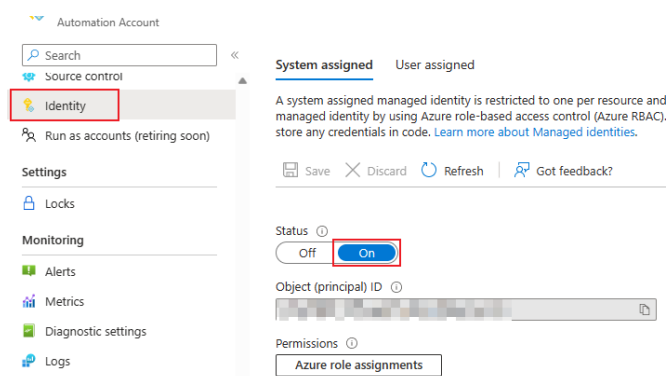 Automation Account
Search
«
Source control
Identity
Run as accounts (retiring soon)
Settings
Locks
Monitoring
Alerts
Metrics
Diagnostic settings
Logs
System assigned User assigned
A system assigned managed identity is restricted to one per resource and
managed identity by using Azure role-based access control (Azure RBAC).
store any credentials in code. Learn more about Managed identities.
Save Discard Refresh Got feedback?
Status
Off On
Object (principal) ID
Permissions
Azure role assignments